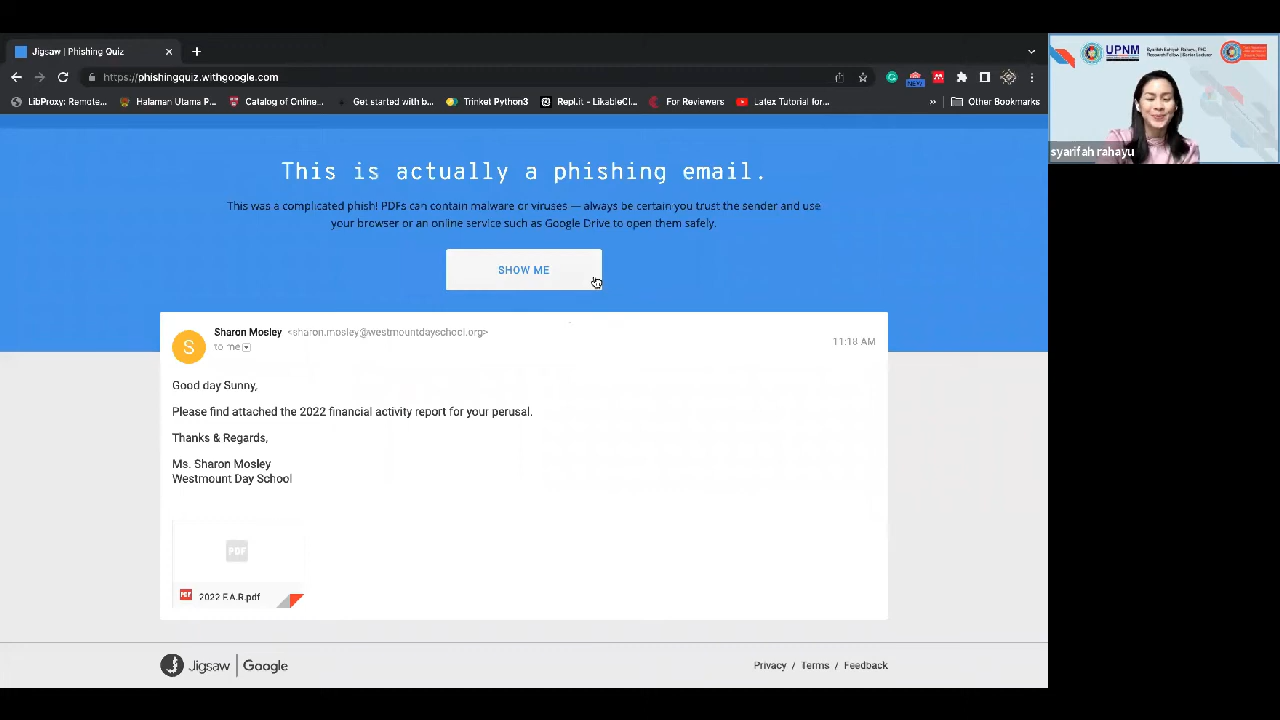 Jigsaw | Phishing Quiz
https://phishingquiz.withgoogle.com
NEW
LibProxy: Remote...
Halaman Utama P...
Catalog of Online...
Get started with b...
Trinket Python3
Repl.it - LikableCl...
For Reviewers
Latex Tutorial for...
»
Other Bookmarks
This is actually a phishing email.
This was a complicated phish! PDFs can contain malware or viruses — always be certain you trust the sender and use
your browser or an online service such as Google Drive to open them safely.
SHOW ME
S
Sharon Mosley <sharon.mosley@westmountdayschool.org>
to me
11:18 AM
Good day Sunny,
Please find attached the 2022 financial activity report for your perusal.
Thanks & Regards,
Ms. Sharon Mosley
Westmount Day School
PDF
PDF 2022 F.A.R.pdf
Jigsaw | Google
Privacy / Terms / Feedback
UPNM
syarifah rahayu